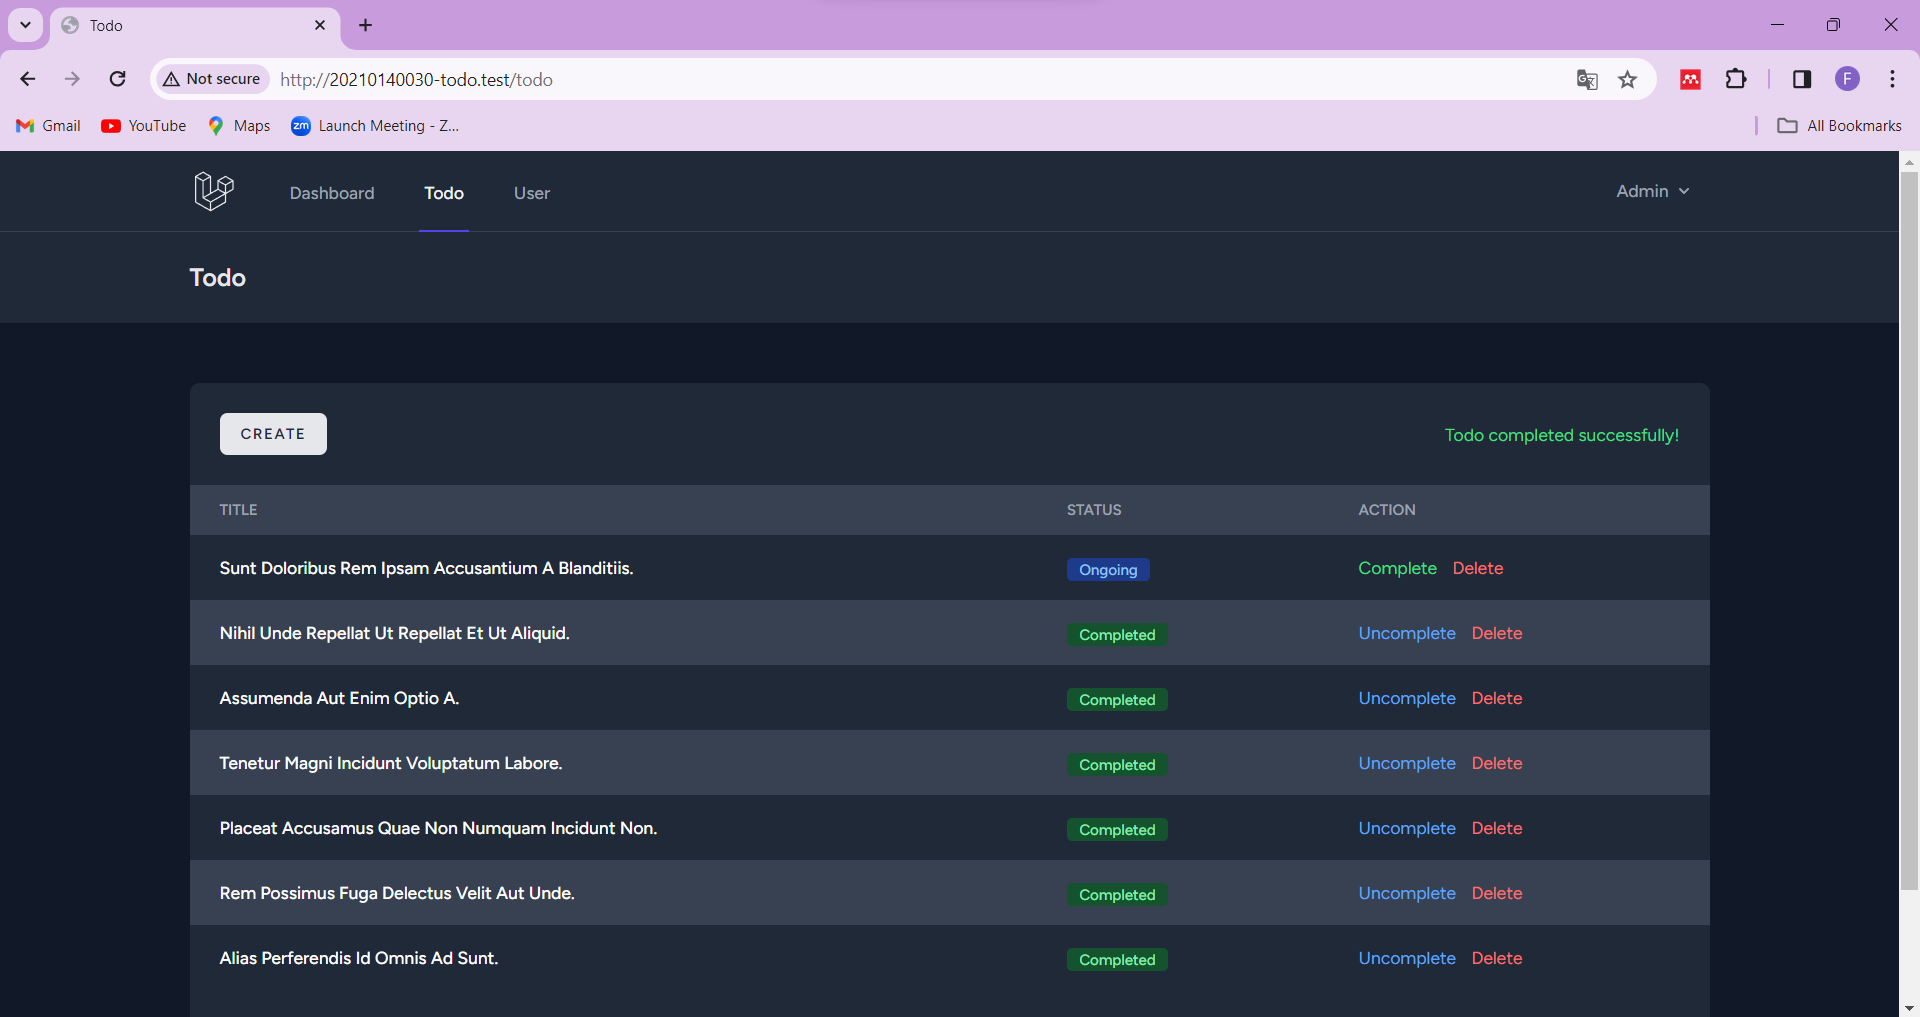 Todo
Not secure http://20210140030-todo.test/todo F
Gmail YouTube Maps zm Launch Meeting - Z... All Bookmarks
Dashboard Todo User Admin
Todo
CREATE Todo completed successfully!
TITLE STATUS ACTION
Sunt Doloribus Rem Ipsam Accusantium A Blanditiis. Ongoing Complete Delete
Nihil Unde Repellat Ut Repellat Et Ut Aliquid. Completed Uncomplete Delete
Assumenda Aut Enim Optio A. Completed Uncomplete Delete
Tenetur Magni Incidunt Voluptatum Labore. Completed Uncomplete Delete
Placeat Accusamus Quae Non Numquam Incidunt Non. Completed Uncomplete Delete
Rem Possimus Fuga Delectus Velit Aut Unde. Completed Uncomplete Delete
Alias Perferendis Id Omnis Ad Sunt. Completed Uncomplete Delete